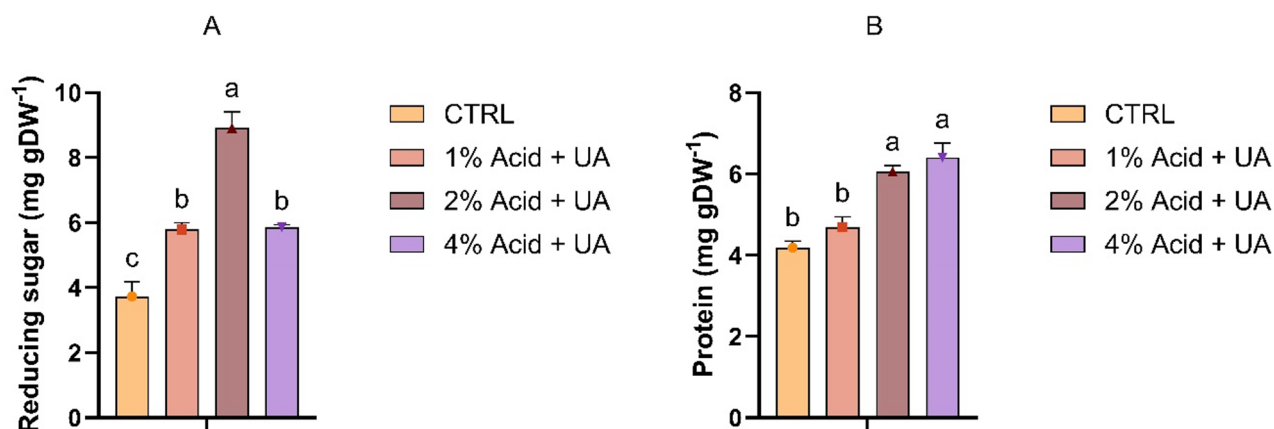 A
Reducing sugar (mg gDW⁻¹)
10
8
6
4
2
0
c
b
a
b
CTRL
1% Acid + UA
2% Acid + UA
4% Acid + UA
B
Protein (mg gDW⁻¹)
8
6
4
2
0
b
b
a
a
CTRL
1% Acid + UA
2% Acid + UA
4% Acid + UA